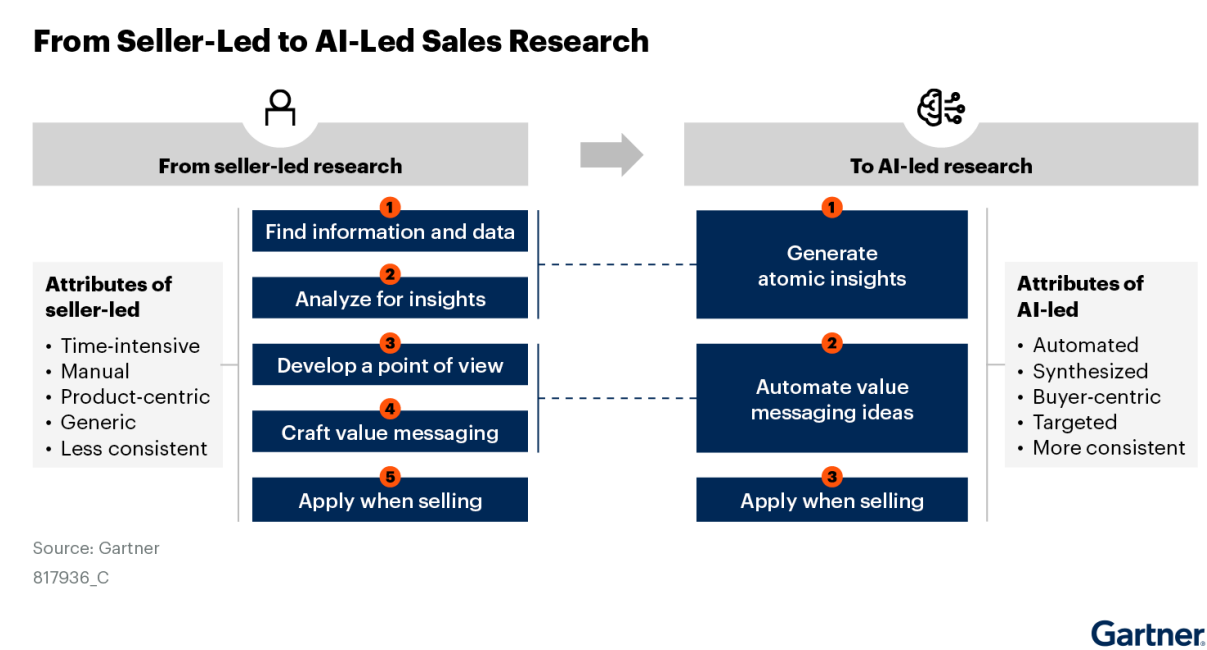 From Seller-Led to AI-Led Sales Research
From seller-led research
To AI-led research
Attributes of
seller-led
• Time-intensive
• Manual
• Product-centric
• Generic
• Less consistent
1
Find information and data
2
Analyze for insights
3
Develop a point of view
4
Craft value messaging
5
Apply when selling
1
Generate
atomic insights
2
Automate value
messaging ideas
3
Apply when selling
Attributes of
AI-led
• Automated
• Synthesized
• Buyer-centric
• Targeted
• More consistent
Source: Gartner
817936_C
Gartner®